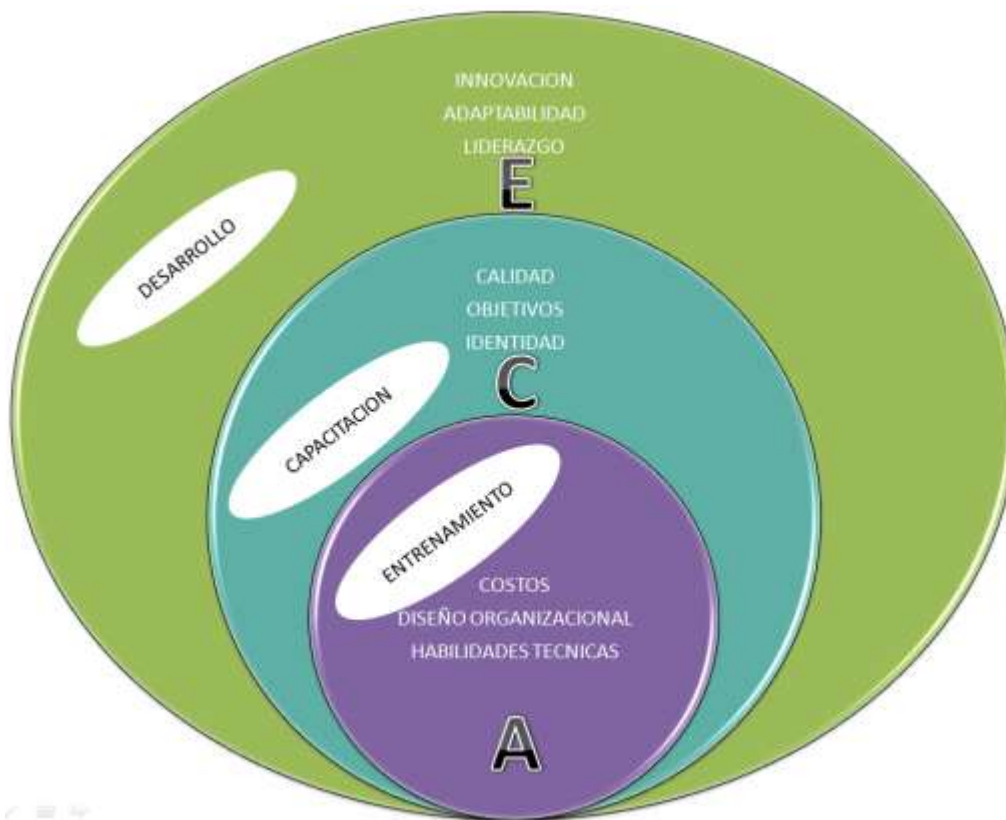 INNOVACION
ADAPTABILIDAD
LIDERAZGO
E
DESARROLLO
CALIDAD
OBJETIVOS
IDENTIDAD
C
CAPACITACION
ENTRENAMIENTO
COSTOS
DISEÑO ORGANIZACIONAL
HABILIDADES TECNICAS
A